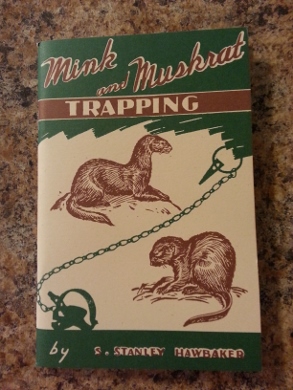 Mink
and Muskrat
TRAPPING
by S. STANLEY HAWBAKER